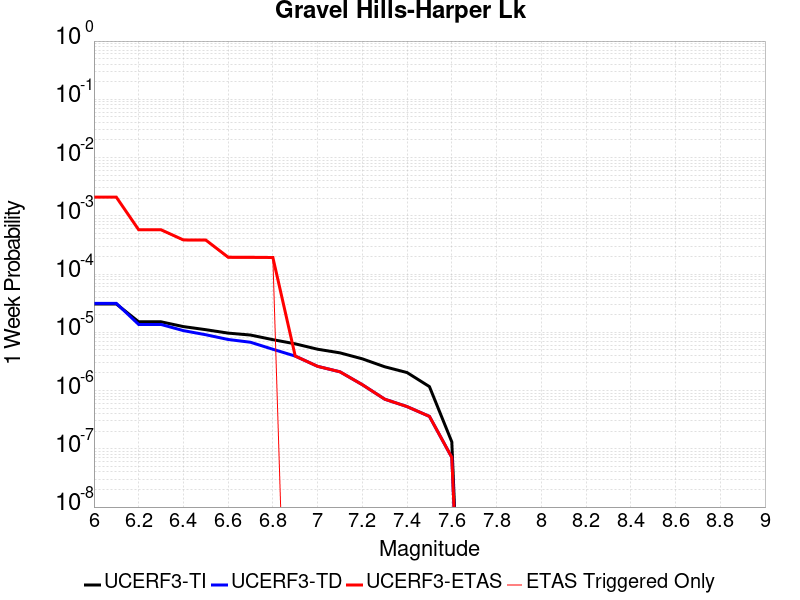 Gravel Hills-Harper Lk
10^0
10^-1
10^-2
10^-3
10^-4
10^-5
10^-6
10^-7
10^-8
1 Week Probability
6 6.2 6.4 6.6 6.8 7 7.2 7.4 7.6 7.8 8 8.2 8.4 8.6 8.8 9
Magnitude
UCERF3-TI UCERF3-TD UCERF3-ETAS ETAS Triggered Only